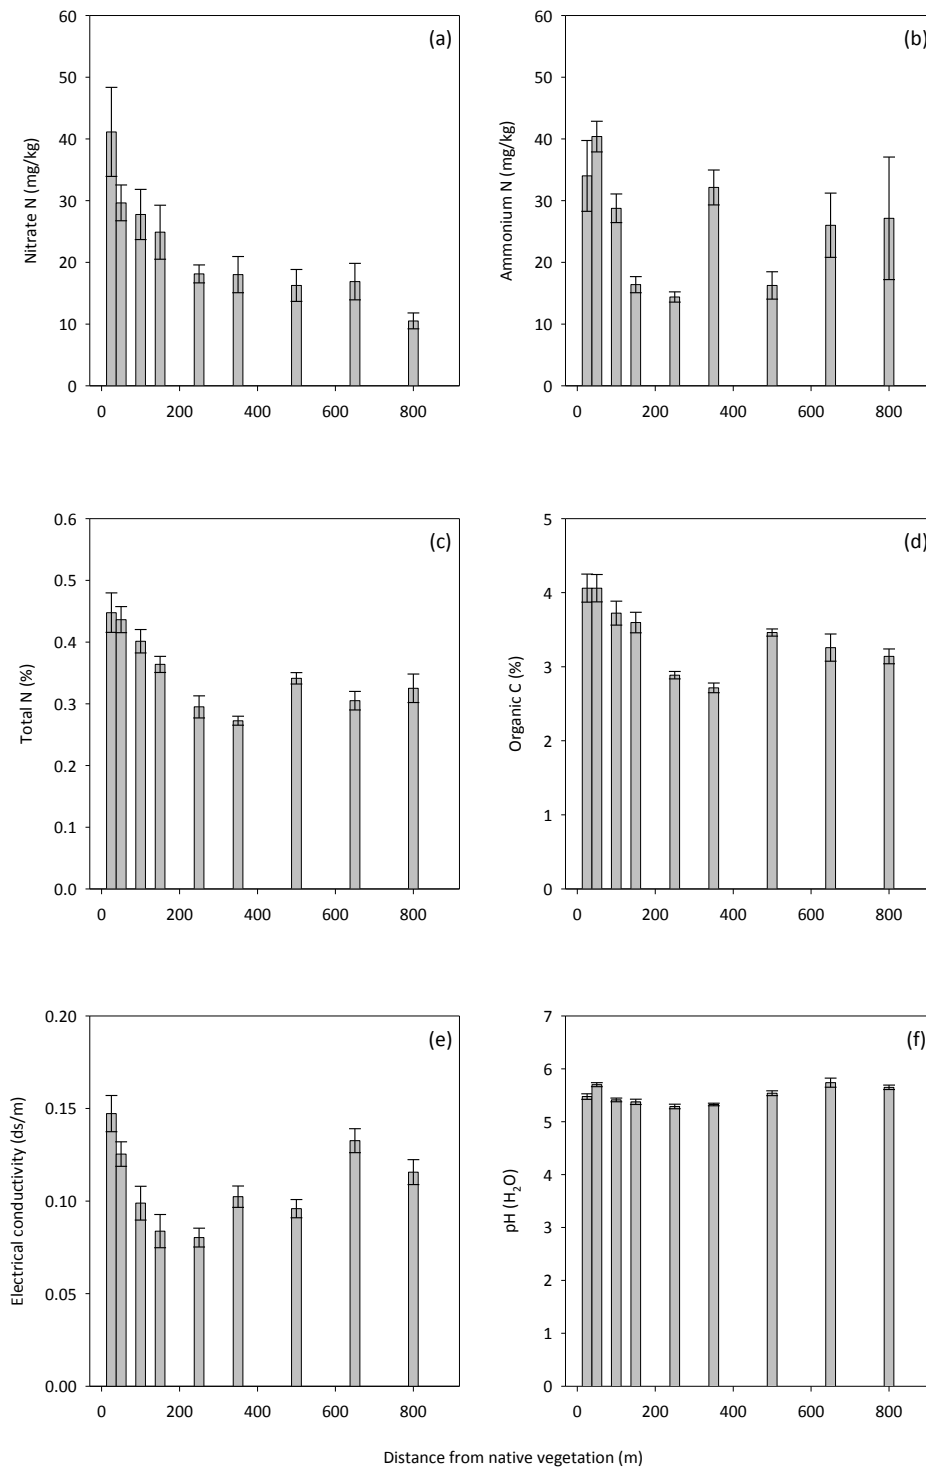 (a)
Nitrate N (mg/kg)
60
50
40
30
20
10
0
0 200 400 600 800
(b)
Ammonium N (mg/kg)
60
50
40
30
20
10
0
0 200 400 600 800
(c)
Total N (%)
0.6
0.5
0.4
0.3
0.2
0.1
0.0
0 200 400 600 800
(d)
Organic C (%)
5
4
3
2
1
0
0 200 400 600 800
(e)
Electrical conductivity (ds/m)
0.20
0.15
0.10
0.05
0.00
0 200 400 600 800
(f)
pH (H₂O)
7
6
5
4
3
2
1
0
0 200 400 600 800
Distance from native vegetation (m)